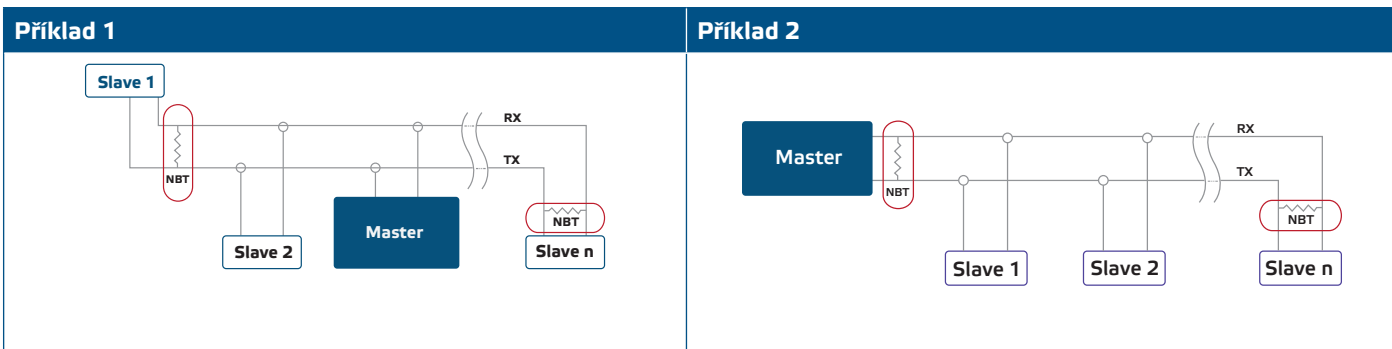 Příklad 1
Slave 1
RX
TX
NBT
NBT
Master
Slave 2
Slave n
Příklad 2
RX
Master
TX
NBT
NBT
Slave 1
Slave 2
Slave n